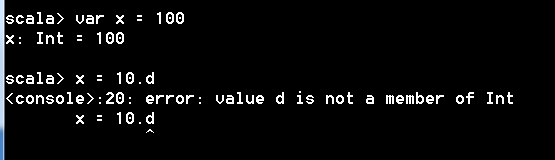 scala> var x = 100
x: Int = 100
scala> x = 10.d
<console>:20: error: value d is not a member of Int
x = 10.d
^